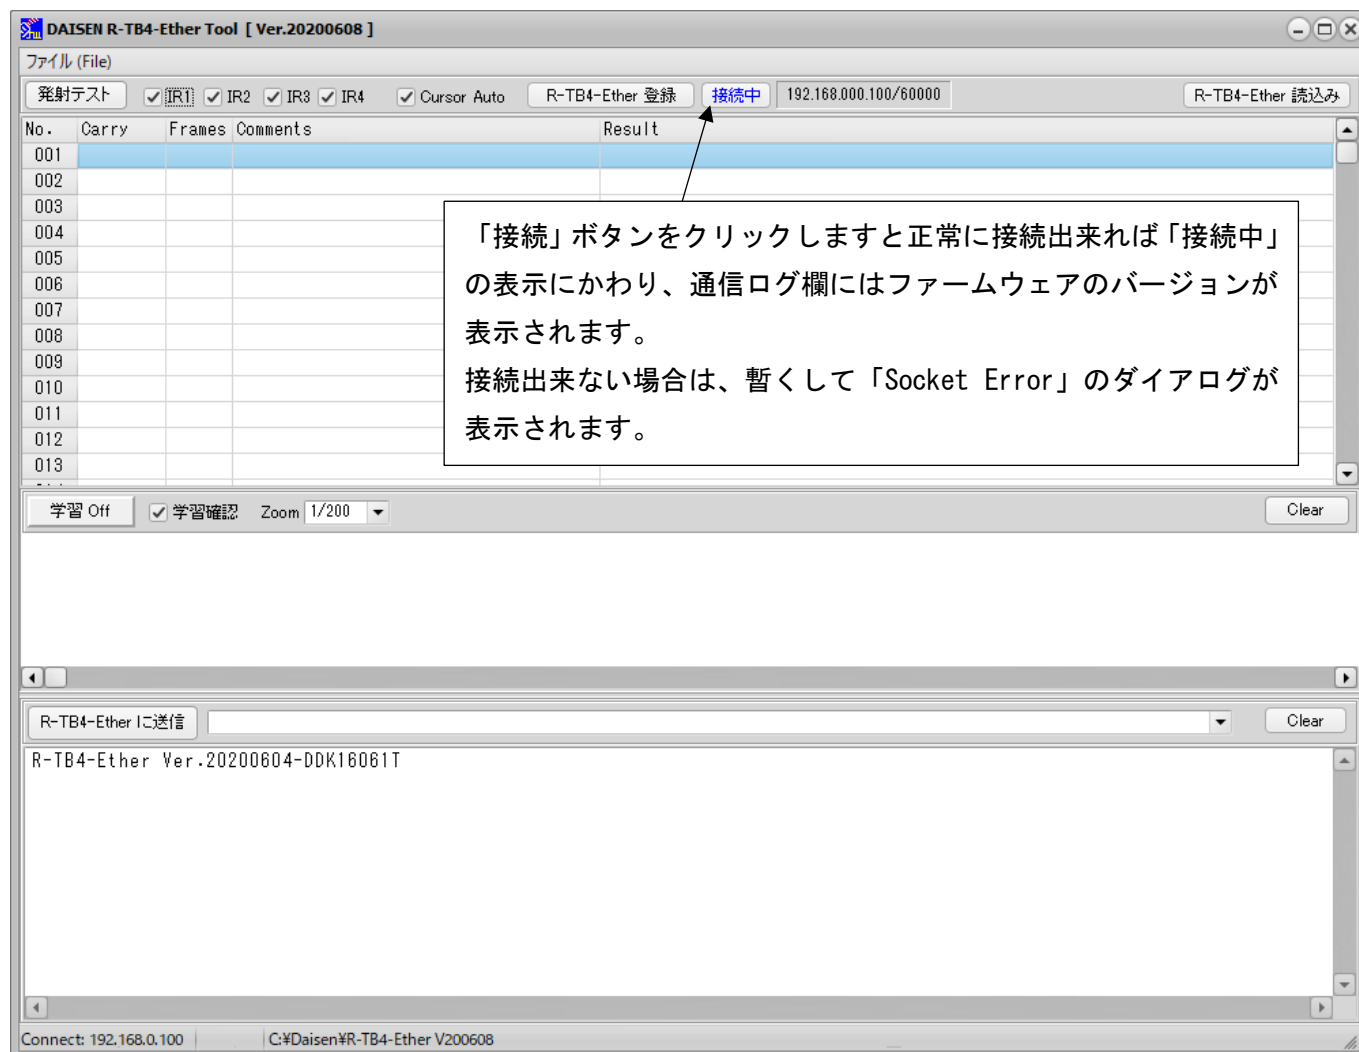 DAISEN R-TB4-Ether Tool [ Ver.20200608 ]
ファイル (File)
発射テスト IR1 IR2 IR3 IR4 Cursor Auto R-TB4-Ether 登録 接続中 192.168.000.100/60000 R-TB4-Ether 読込み
No. Carry Frames Comments Result
001
002
003
004
005
006
007
008
009
010
011
012
013
「接続」ボタンをクリックしますと正常に接続出来れば「接続中」
の表示にかわり、通信ログ欄にはファームウェアのバージョンが
表示されます。
接続出来ない場合は、暫くして「Socket Error」のダイアログが
表示されます。
学習 Off 学習確認 Zoom 1/200 Clear
R-TB4-Ether に送信 Clear
R-TB4-Ether Ver.20200604-DDK16061T
Connect: 192.168.0.100 C:¥Daisen¥R-TB4-Ether V200608